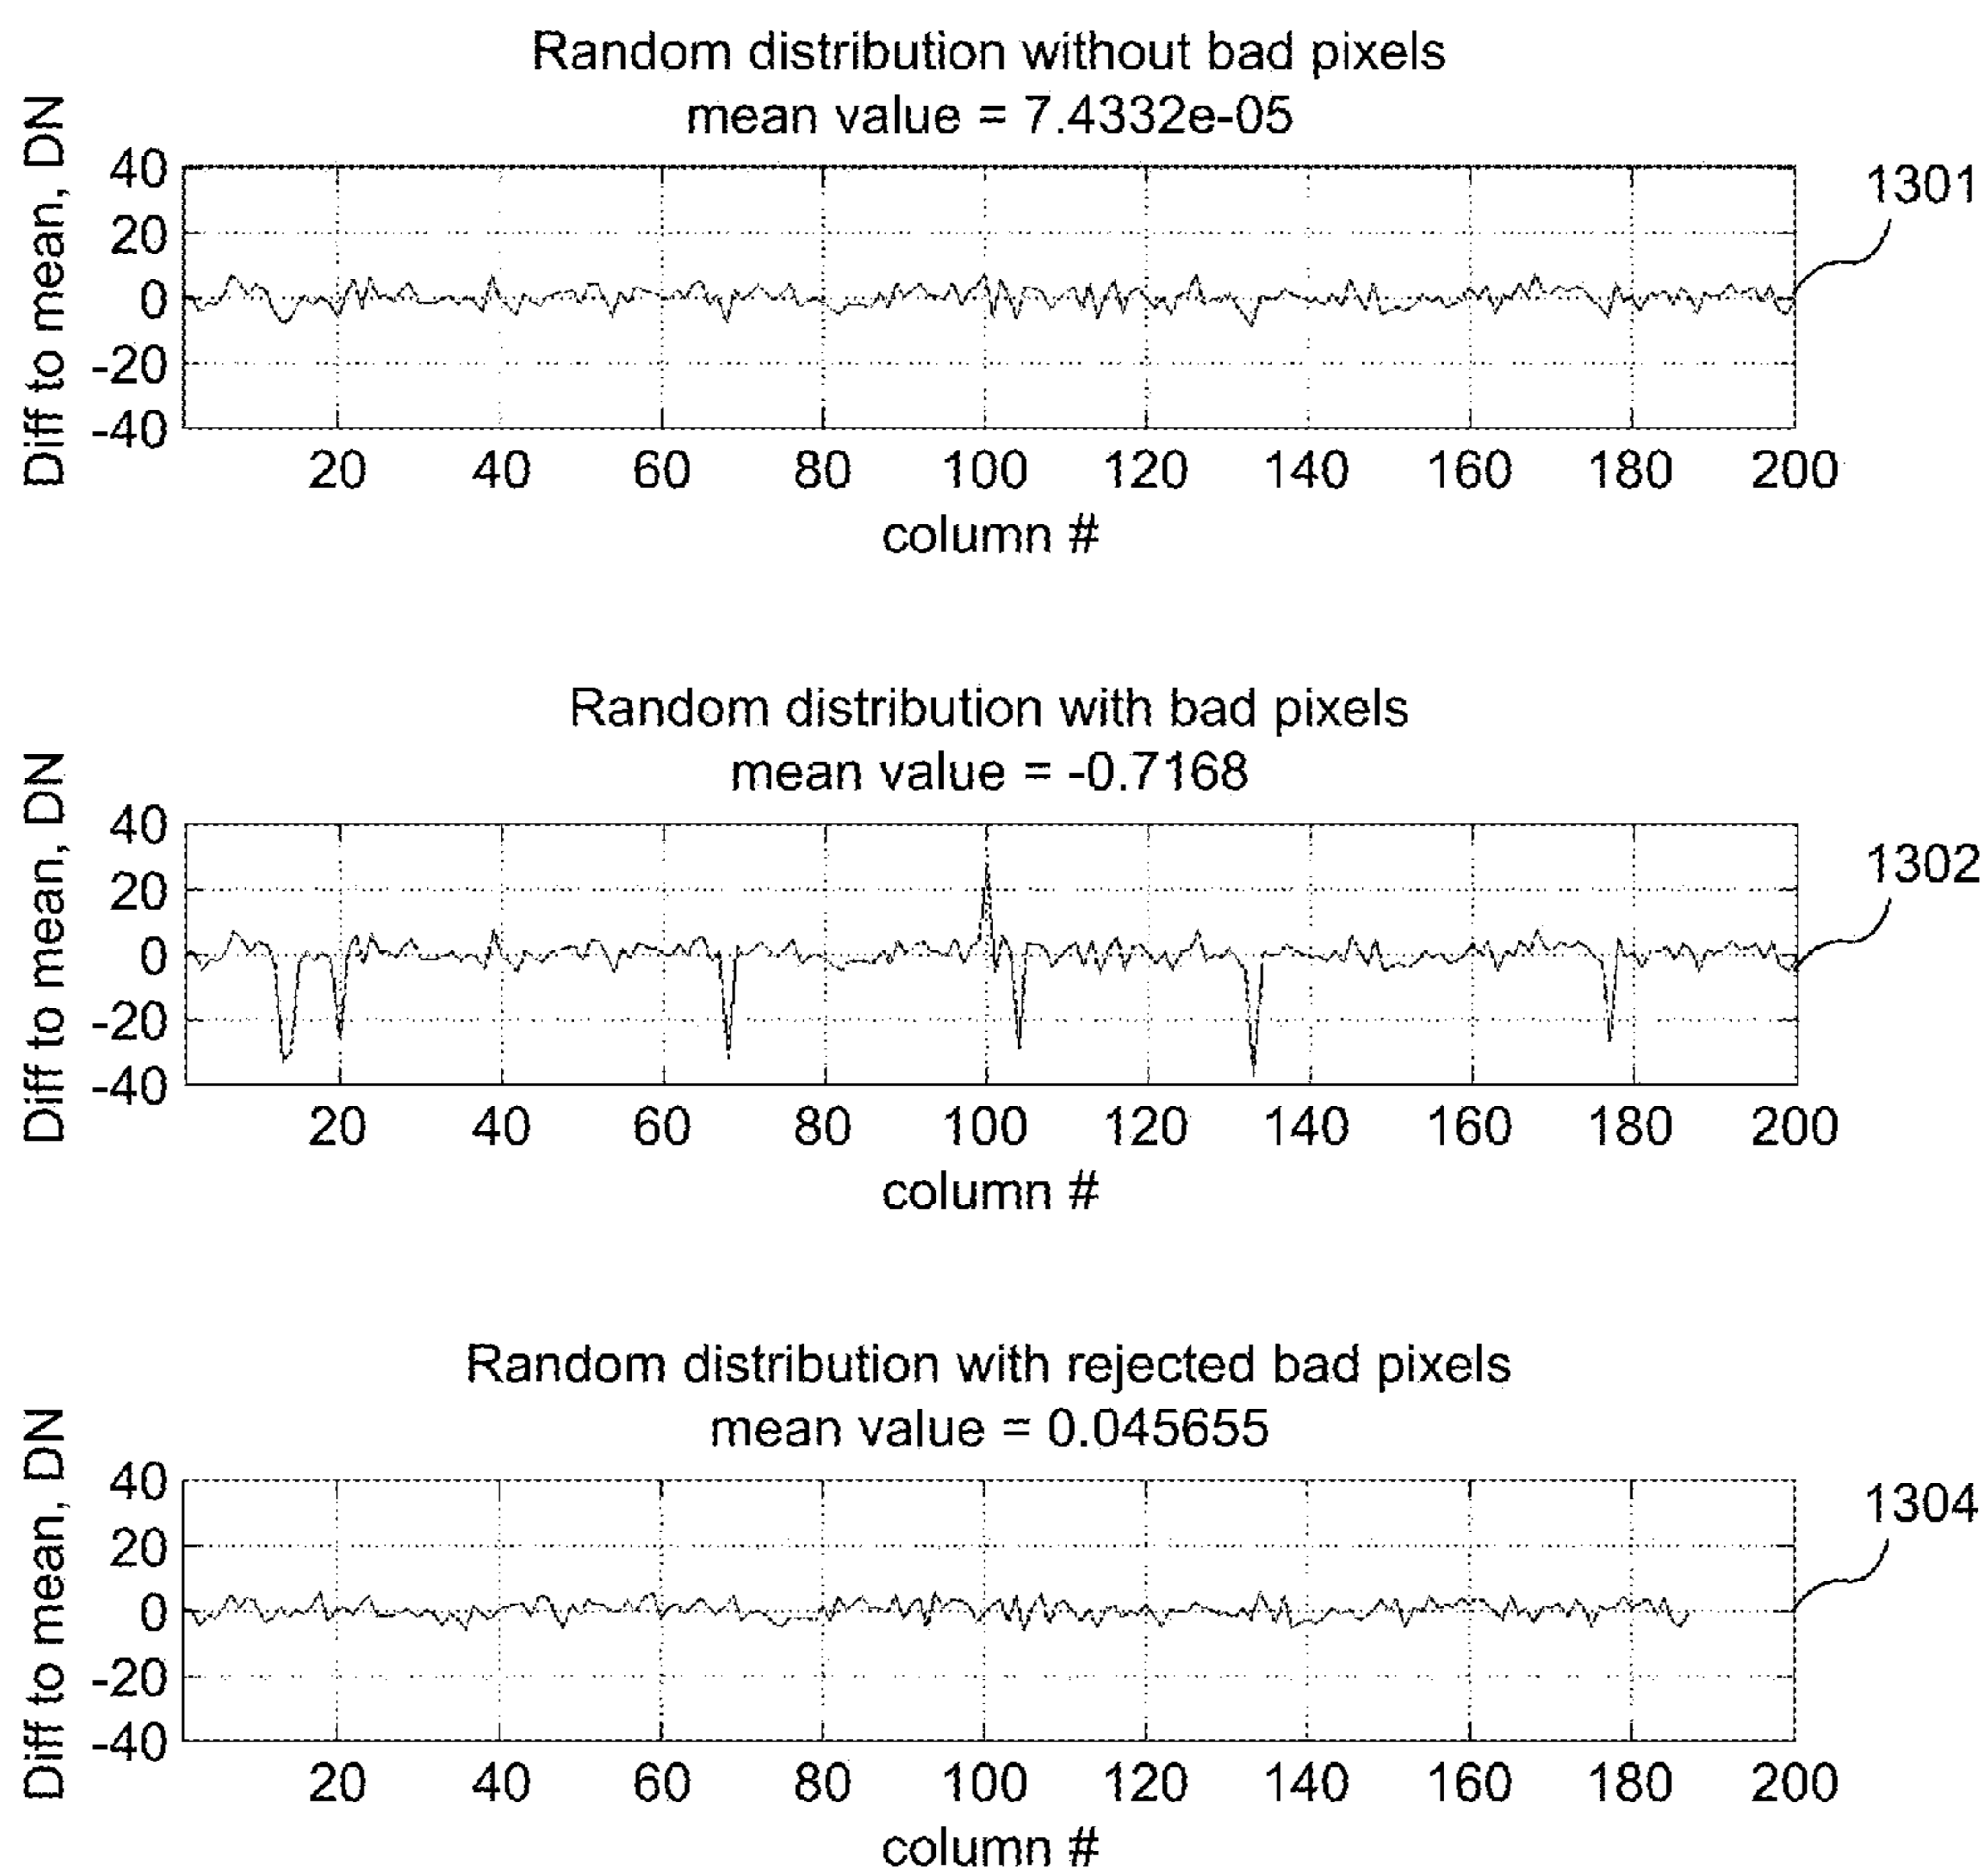 Random distribution without bad pixels
mean value = 7.4332e-05
Diff to mean, DN
40
20
0
-20
-40
20 40 60 80 100 120 140 160 180 200
column #
1301
Random distribution with bad pixels
mean value = -0.7168
Diff to mean, DN
40
20
0
-20
-40
20 40 60 80 100 120 140 160 180 200
column #
1302
Random distribution with rejected bad pixels
mean value = 0.045655
Diff to mean, DN
40
20
0
-20
-40
20 40 60 80 100 120 140 160 180 200
column #
1304